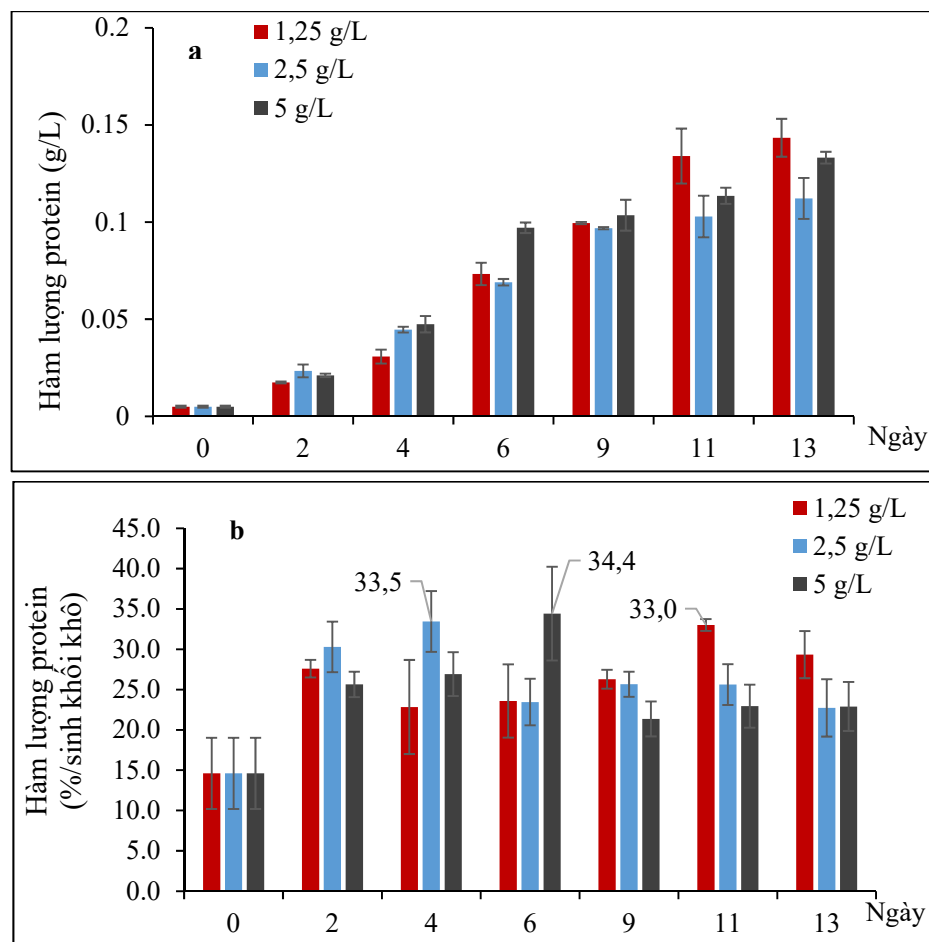 a
1,25 g/L
2,5 g/L
5 g/L
Hàm lượng protein (g/L)
0.2
0.15
0.1
0.05
0
0 2 4 6 9 11 13 Ngày
b
1,25 g/L
2,5 g/L
5 g/L
Hàm lượng protein
(%/sinh khối khô)
45.0
40.0
35.0
30.0
25.0
20.0
15.0
10.0
5.0
0.0
33,5
34,4
33,0
0 2 4 6 9 11 13 Ngày